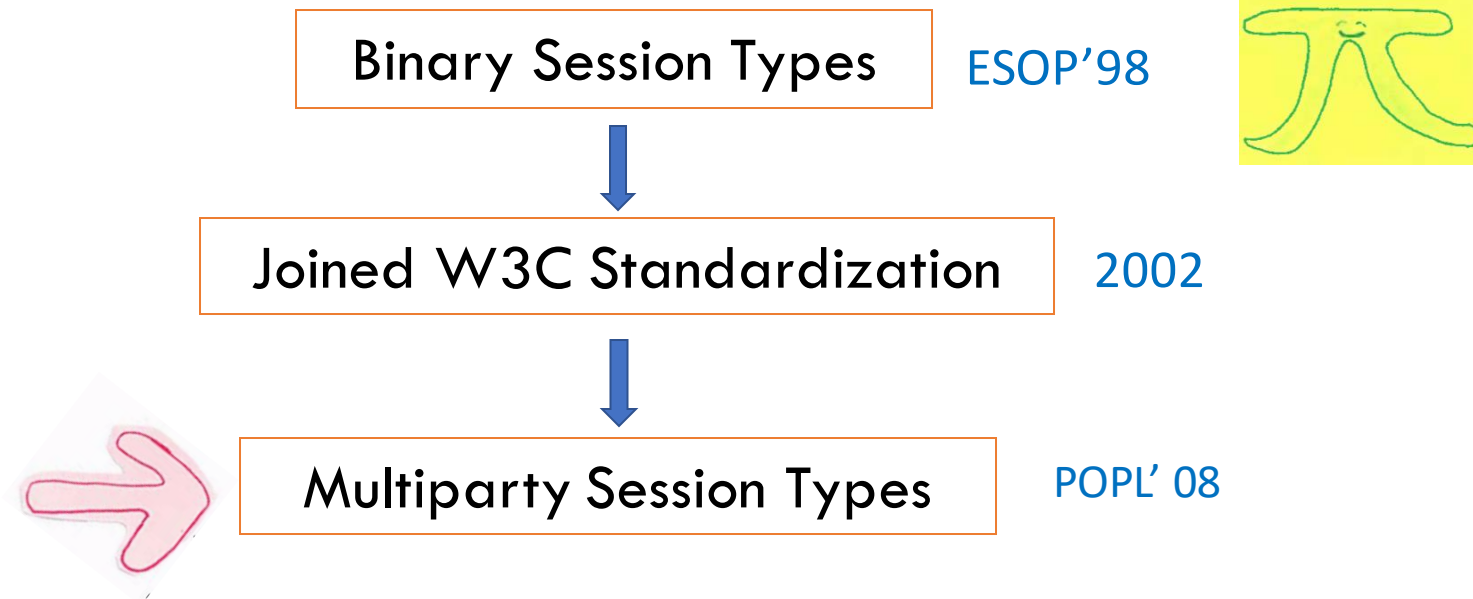 Binary Session Types ESOP’98
Joined W3C Standardization 2002
Multiparty Session Types POPL’ 08